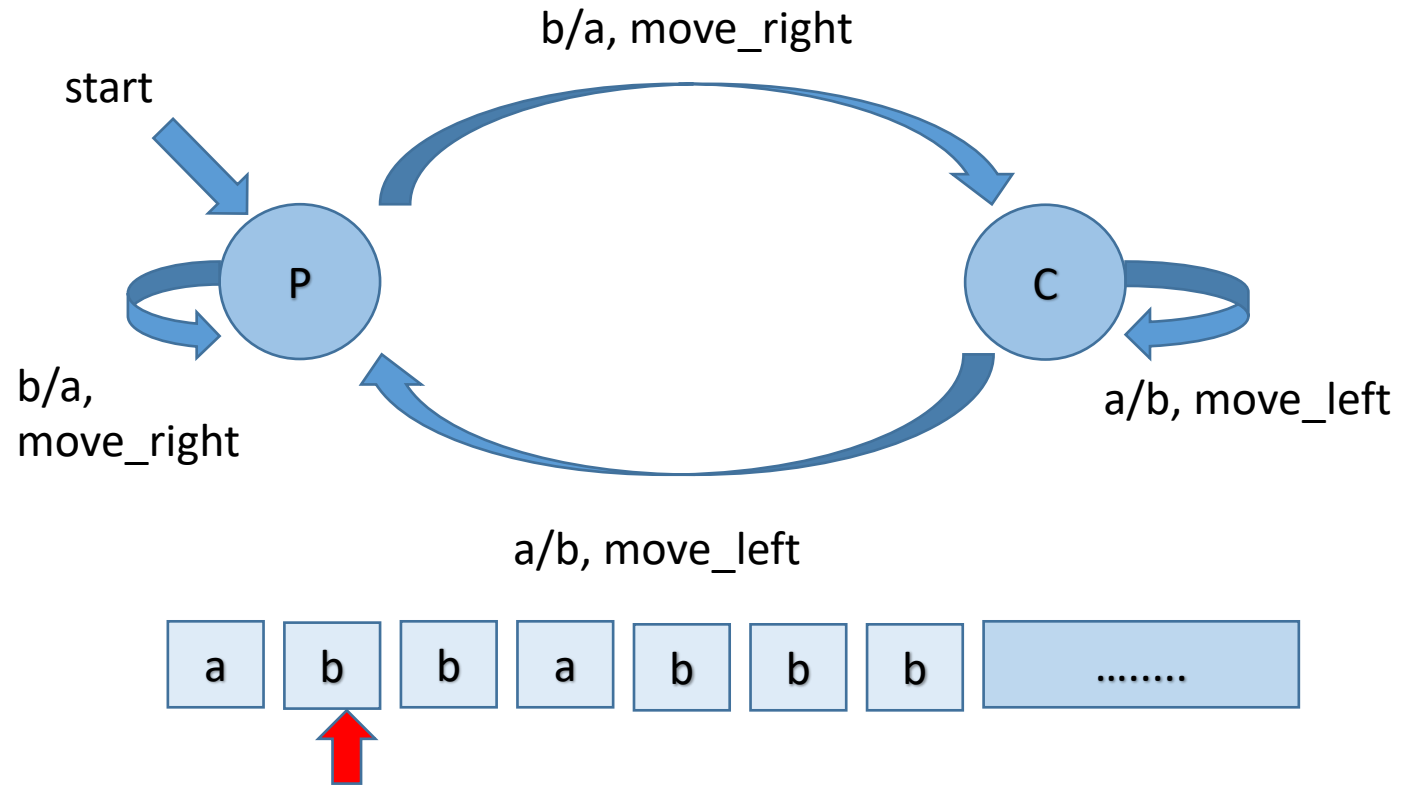 b/a, move_right
start
P
C
b/a,
move_right
a/b, move_left
a/b, move_left
a b b a b b b ........